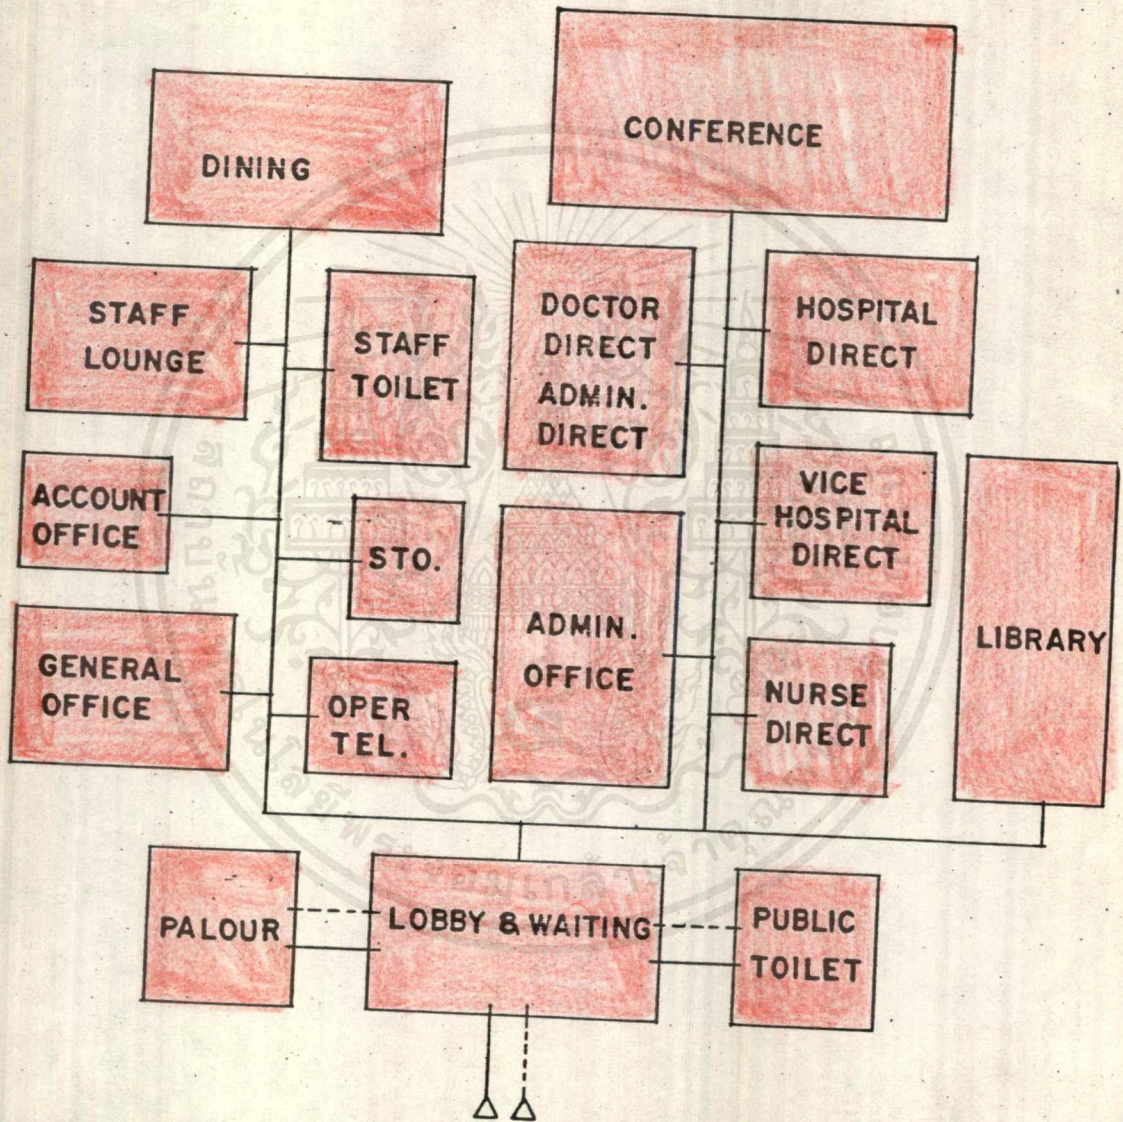 DINING
CONFERENCE
STAFF
LOUNGE
STAFF
TOILET
DOCTOR
DIRECT
ADMIN.
DIRECT
HOSPITAL
DIRECT
ACCOUNT
OFFICE
STO.
VICE
HOSPITAL
DIRECT
ADMIN.
OFFICE
LIBRARY
GENERAL
OFFICE
OPER
TEL.
NURSE
DIRECT
PALOUR
LOBBY & WAITING
PUBLIC
TOILET